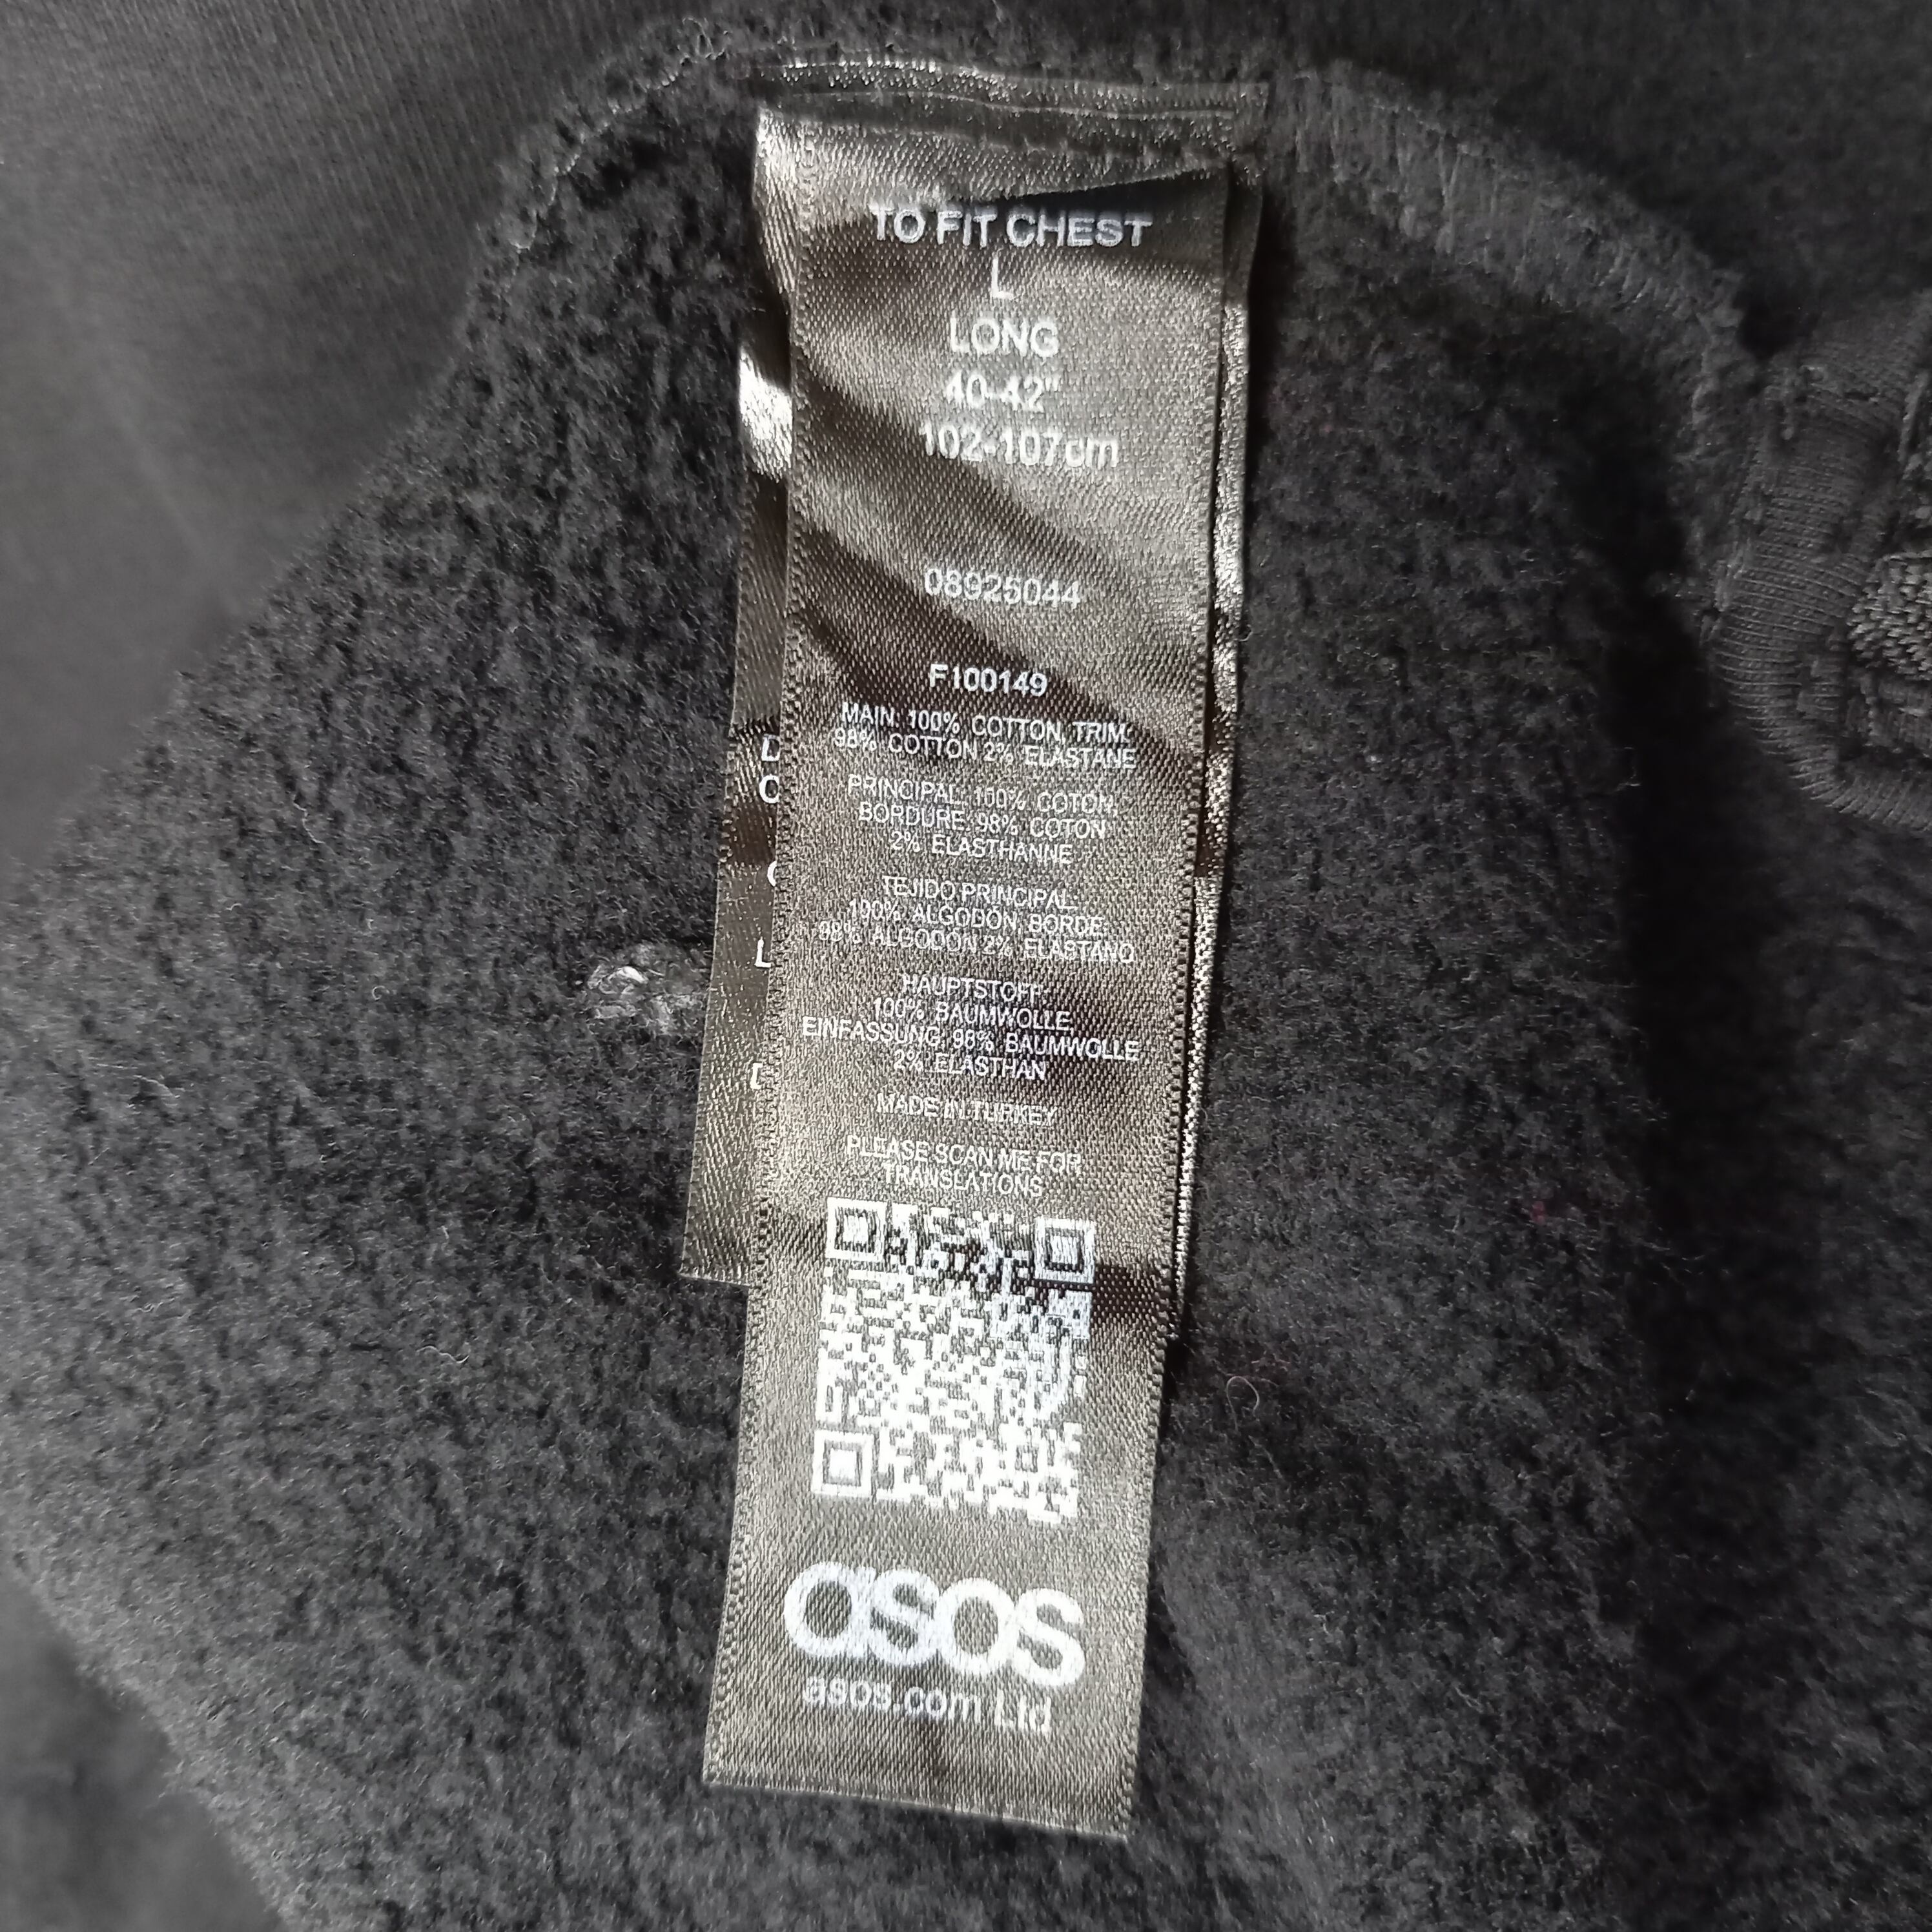 TO FIT CHEST
L
LONG
40-42"
102-107cm
08925044
F100149
MAIN: 100% COTTON, TRIM:
98% COTTON 2% ELASTANE
PRINCIPAL: 100% COTON,
BORDURE: 98% COTON
2% ELASTHANNE
TEJIDO PRINCIPAL:
100% ALGODON, BORDE:
98% ALGODON 2% ELASTANO
HAUPTSTOFF:
100% BAUMWOLLE,
EINFASSUNG: 98% BAUMWOLLE
2% ELASTHAN
MADE IN TURKEY
PLEASE SCAN ME FOR
TRANSLATIONS
asos
asos.com Ltd